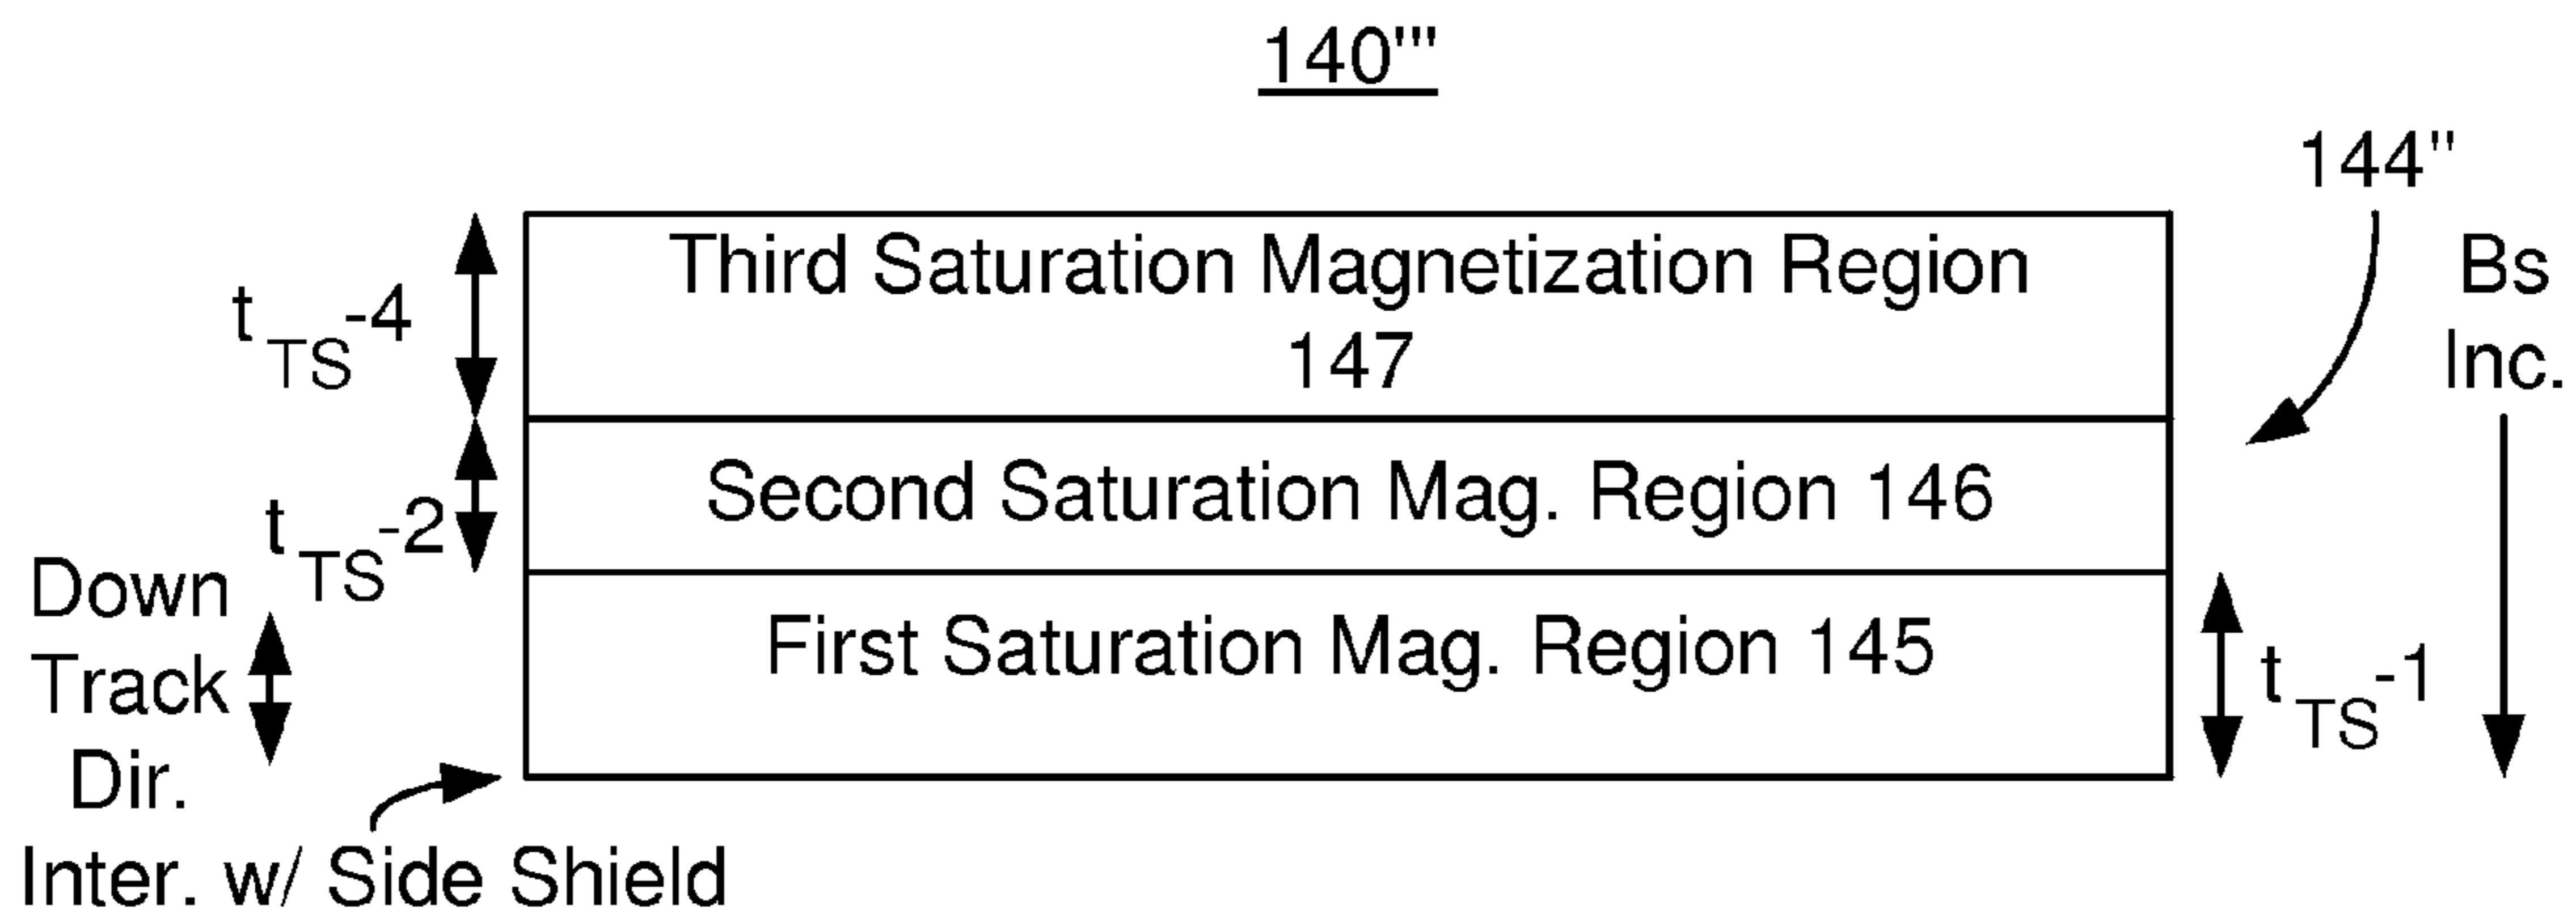 140''''
144''
Bs
Inc.
Third Saturation Magnetization Region
147
t TS -4
Second Saturation Mag. Region 146
t TS -2
First Saturation Mag. Region 145
t TS -1
Down
Track
Dir.
Inter. w/ Side Shield